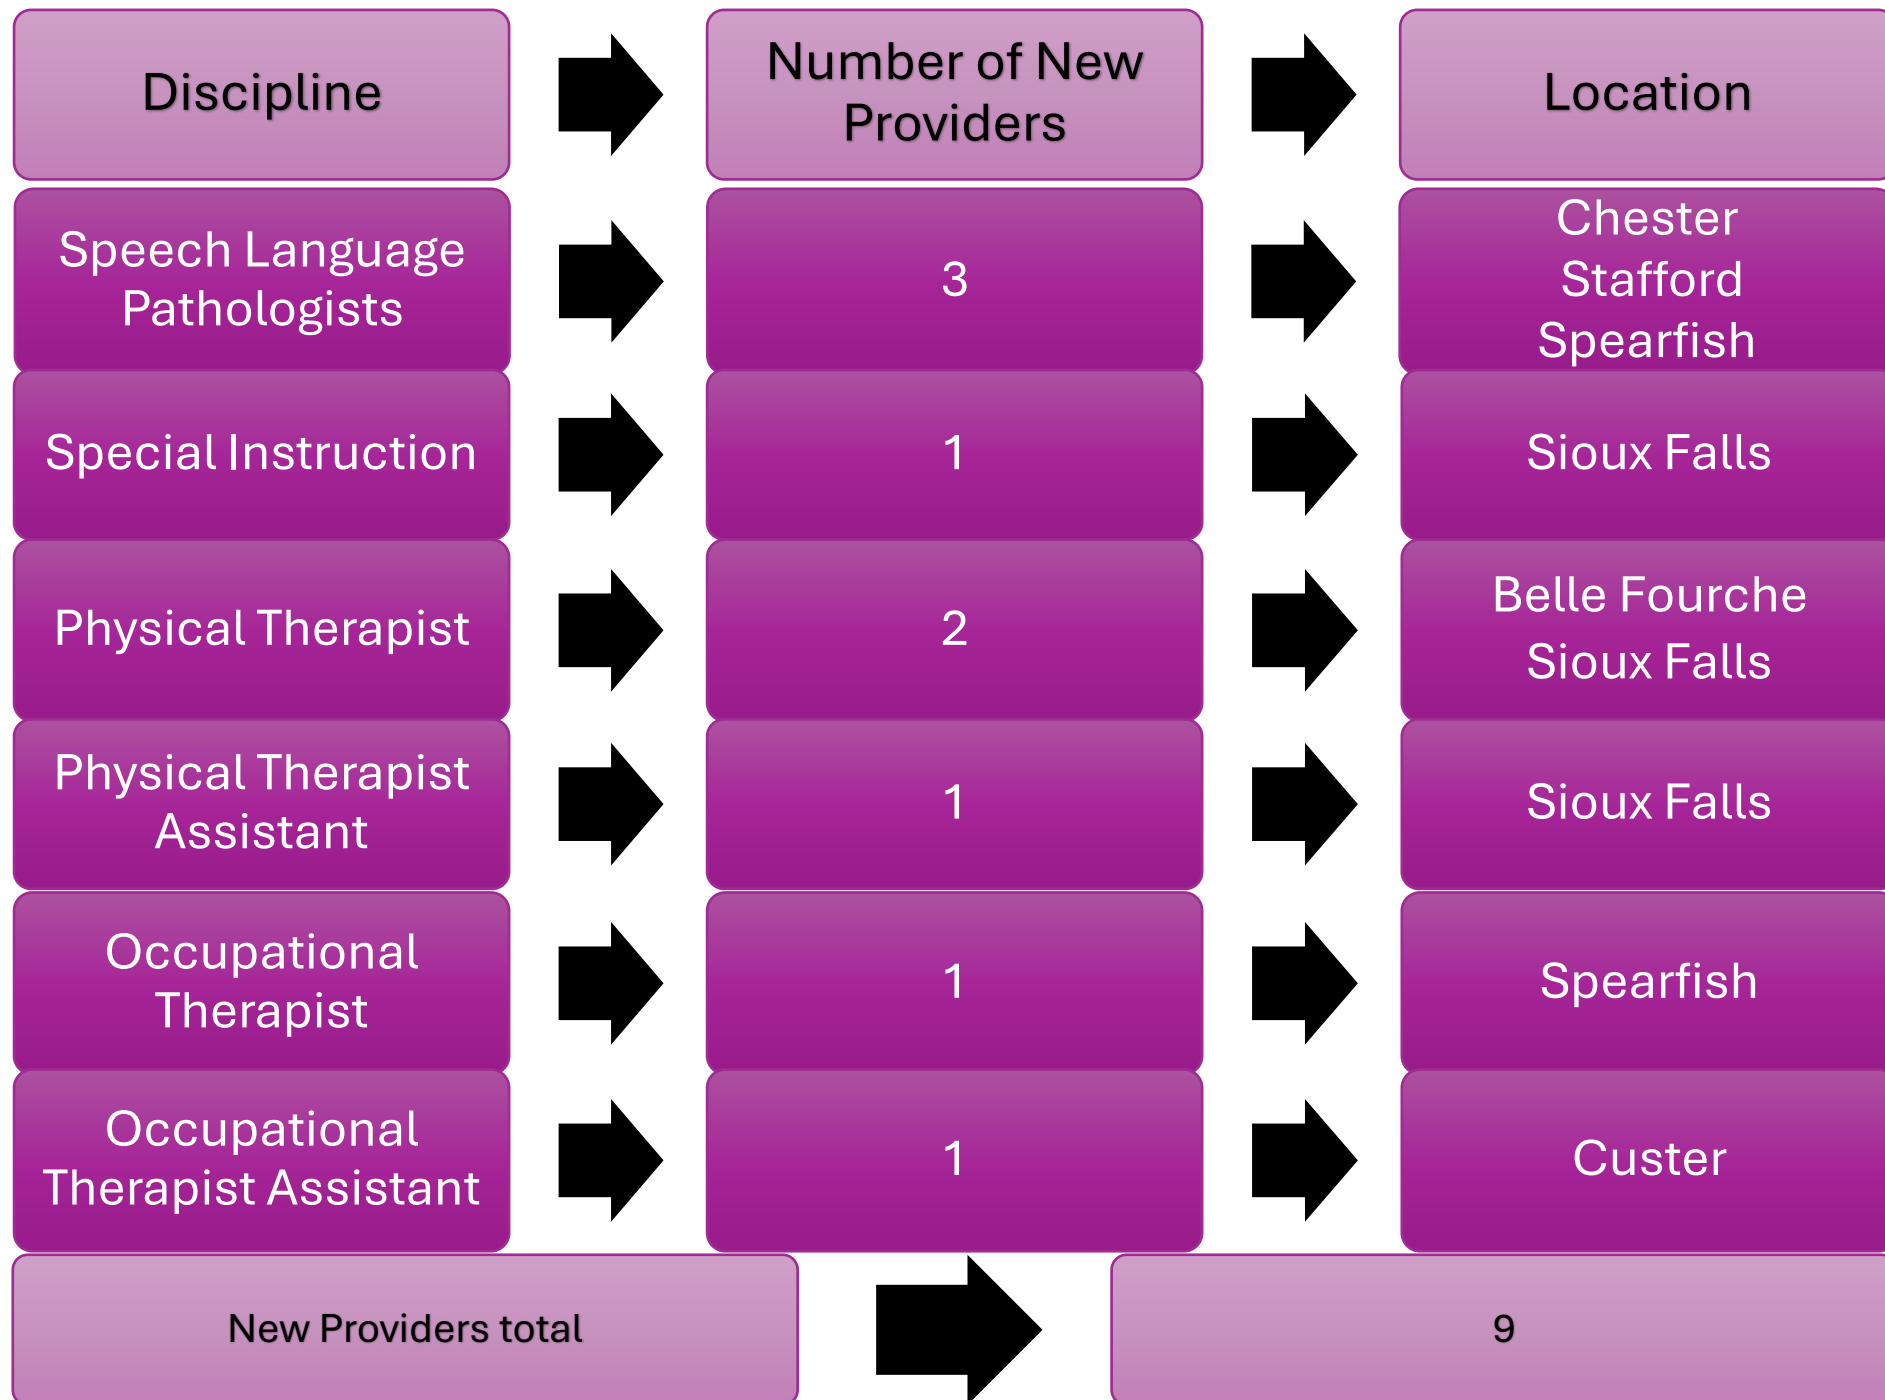 Discipline
Number of New
Providers
Location
Speech Language
Pathologists
3
Chester
Stafford
Spearfish
Special Instruction
1
Sioux Falls
Physical Therapist
2
Belle Fourche
Sioux Falls
Physical Therapist
Assistant
1
Sioux Falls
Occupational
Therapist
1
Spearfish
Occupational
Therapist Assistant
1
Custer
New Providers total
9